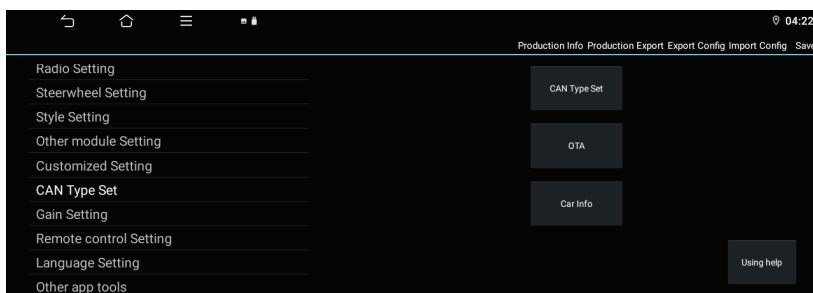 04:22
Production Info Production Export Export Config Import Config Save
Radio Setting
Steerwheel Setting
Style Setting
Other module Setting
Customized Setting
CAN Type Set
Gain Setting
Remote control Setting
Language Setting
Other app tools
CAN Type Set
OTA
Car Info
Using help